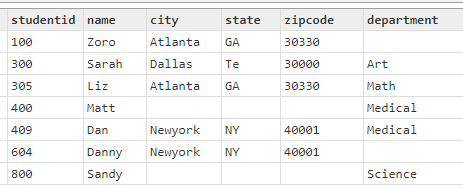 studentid name city state zipcode department
100 Zoro Atlanta GA 30330
300 Sarah Dallas Te 30000 Art
305 Liz Atlanta GA 30330 Math
400 Matt Medical
409 Dan Newyork NY 40001 Medical
604 Danny Newyork NY 40001
800 Sandy Science